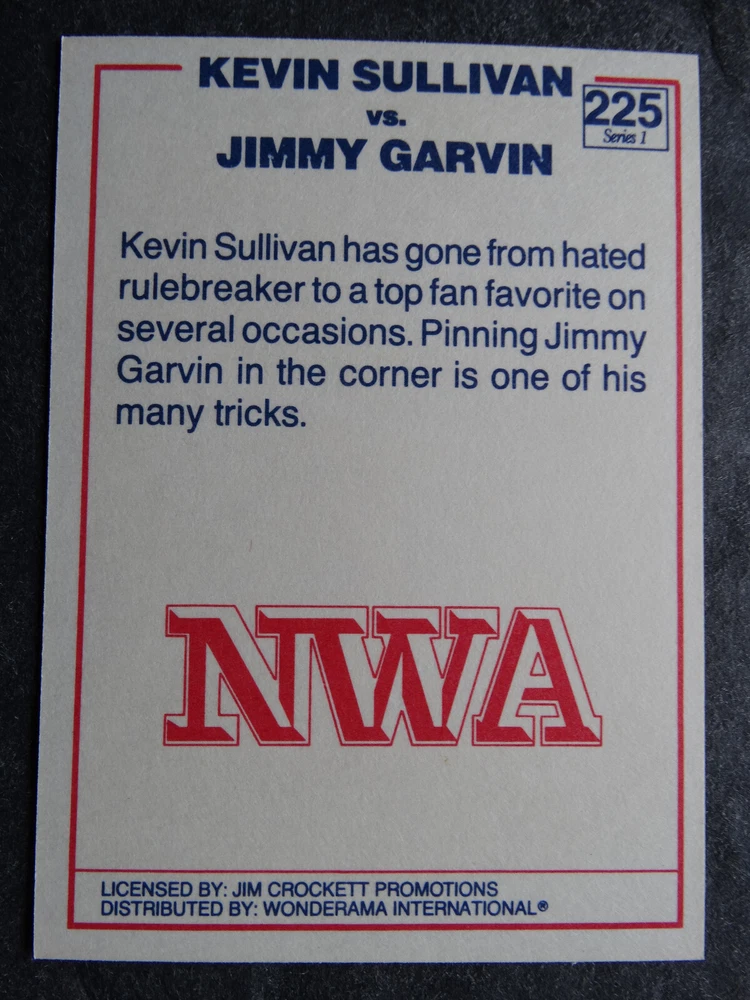 KEVIN SULLIVAN
vs.
JIMMY GARVIN
225
Series 1
Kevin Sullivan has gone from hated
rulebreaker to a top fan favorite on
several occasions. Pinning Jimmy
Garvin in the corner is one of his
many tricks.
NWA
LICENSED BY: JIM CROCKETT PROMOTIONS
DISTRIBUTED BY: WONDERAMA INTERNATIONAL®